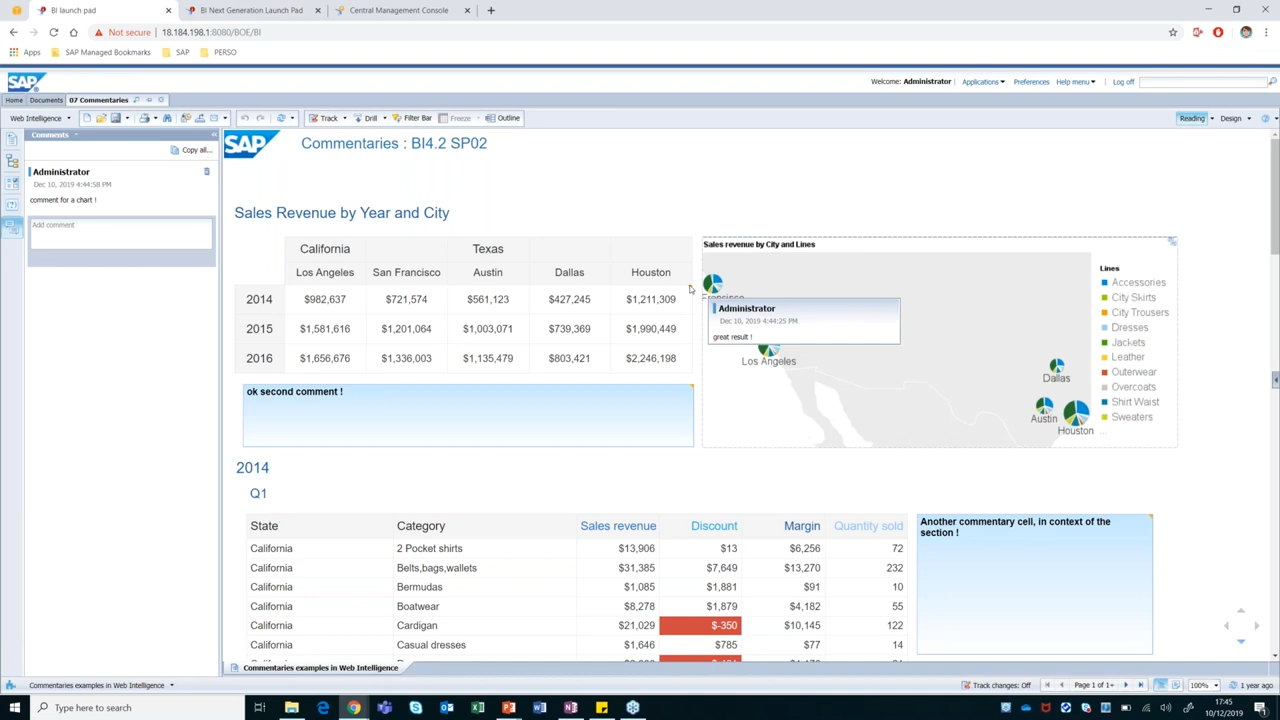 BI launch pad
BI Next Generation Launch Pad
Central Management Console
Not secure | 18.184.198.1:8080/BOE/BI
Apps
SAP Managed Bookmarks
SAP
PERSO
SAP
Welcome: Administrator
Applications
Preferences
Help menu
Log off
Home
Documents
07 Commentaries
Web Intelligence
Track
Drill
Filter Bar
Freeze
Outline
Reading
Design
Comments
Copy all...
Administrator
Dec 10, 2019 4:44:58 PM
comment for a chart !
Add comment
SAP
Commentaries : BI4.2 SP02
Sales Revenue by Year and City
California Texas
Los Angeles San Francisco Austin Dallas Houston
2014 $982,637 $721,574 $561,123 $427,245 $1,211,309
2015 $1,581,616 $1,201,064 $1,003,071 $739,369 $1,990,449
2016 $1,656,676 $1,336,003 $1,135,479 $803,421 $2,246,198
ok second comment !
Sales revenue by City and Lines
Francisco
Administrator
Dec 10, 2019 4:44:25 PM
great result !
Los Angeles
Dallas
Austin
Houston
Lines
Accessories
City Skirts
City Trousers
Dresses
Jackets
Leather
Outerwear
Overcoats
Shirt Waist
Sweaters
...
2014
Q1
State Category Sales revenue Discount Margin Quantity sold
California 2 Pocket shirts $13,906 $13 $6,256 72
California Belts,bags,wallets $31,385 $7,649 $13,270 232
California Bermudas $1,085 $1,881 $91 10
California Boatwear $8,278 $1,879 $4,182 55
California Cardigan $21,029 $-350 $10,145 122
California Casual dresses $1,646 $785 $77 14
Another commentary cell, in context of the
section !
Commentaries examples in Web Intelligence
Commentaries examples in Web Intelligence
Track changes: Off
Page 1 of 1+
100%
1 year ago
Type here to search
17:45
10/12/2019